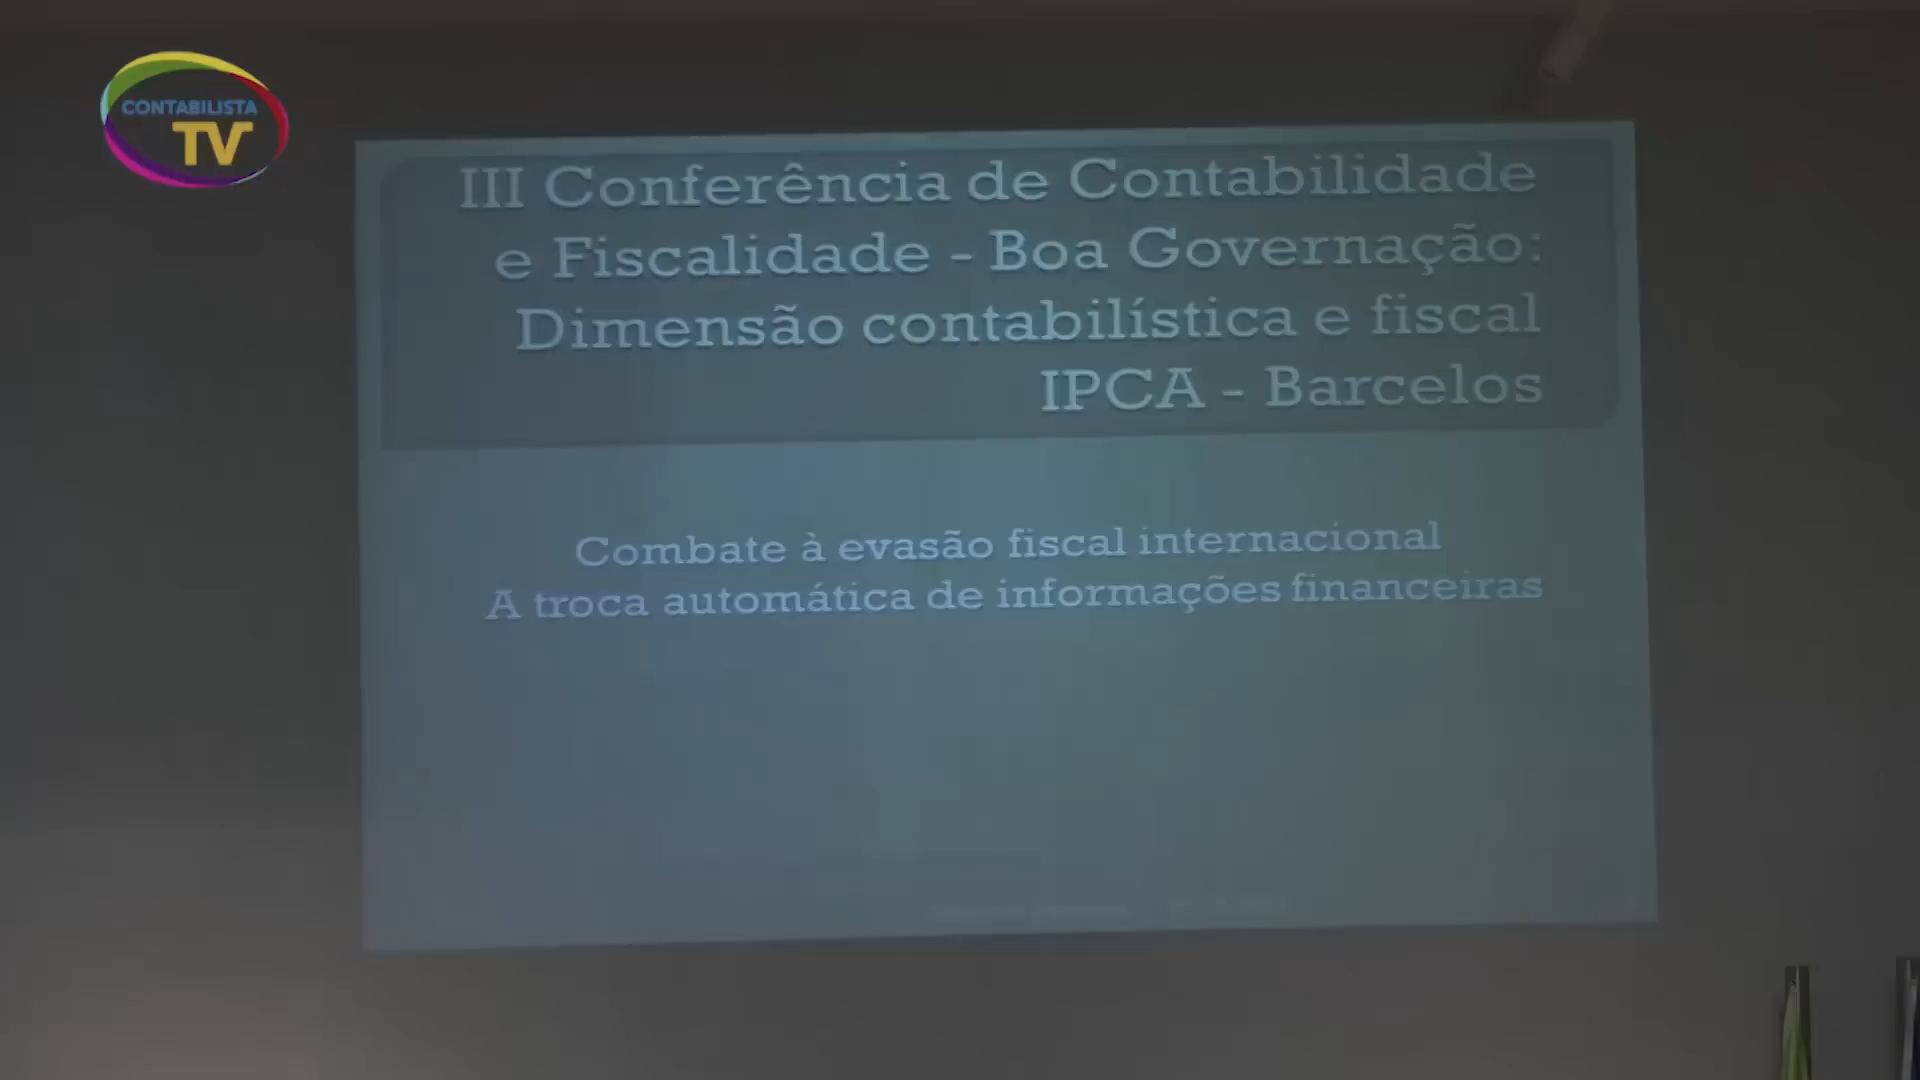 CONTABILISTA
TV
III Conferência de Contabilidade
e Fiscalidade - Boa Governação:
Dimensão contabilística e fiscal
IPCA - Barcelos
Combate à evasão fiscal internacional
A troca automática de informações financeiras